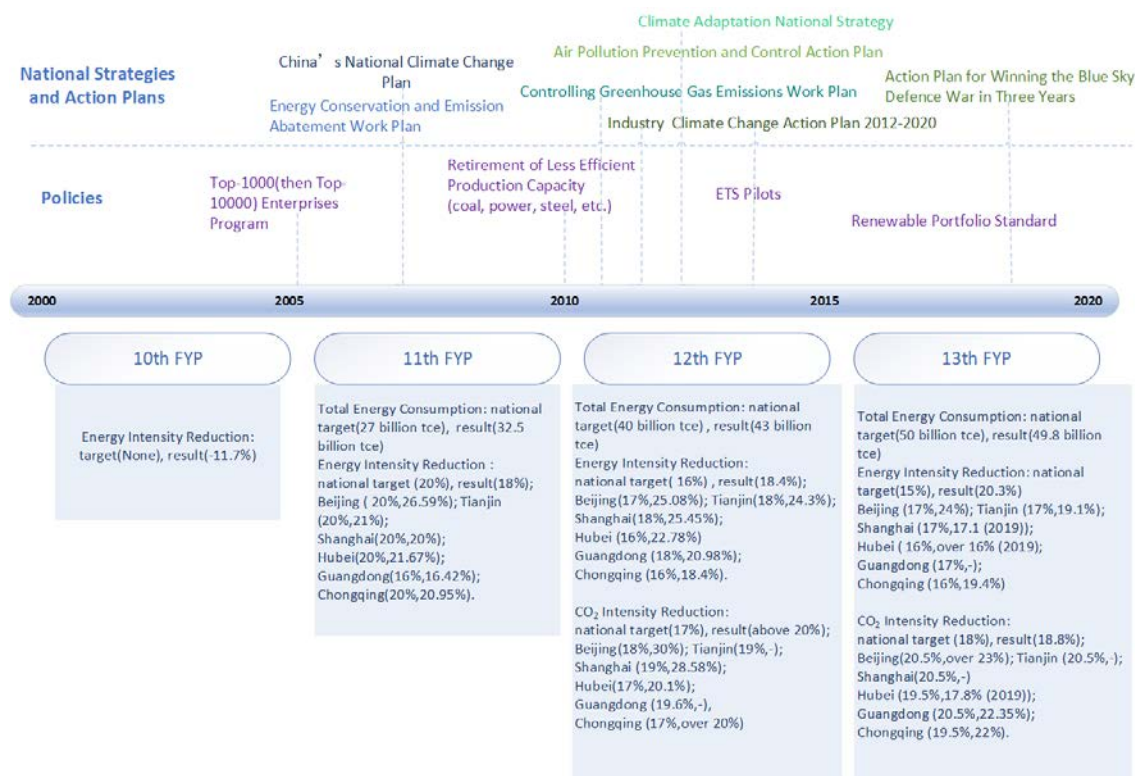 Climate Adaptation National Strategy
Air Pollution Prevention and Control Action Plan
National Strategies
and Action Plans
China’s National Climate Change
Plan
Energy Conservation and Emission
Abatement Work Plan
Controlling Greenhouse Gas Emissions Work Plan
Industry Climate Change Action Plan 2012-2020
Action Plan for Winning the Blue Sky
Defence War in Three Years
Policies
Top-1000(then Top-
10000) Enterprises
Program
Retirement of Less Efficient
Production Capacity
(coal, power, steel, etc.)
ETS Pilots
Renewable Portfolio Standard
2000
2005
2010
2015
2020
10th FYP
Energy Intensity Reduction:
target(None), result(-11.7%)
11th FYP
Total Energy Consumption: national
target(27 billion tce), result(32.5
billion tce)
Energy Intensity Reduction :
national target (20%), result(18%);
Beijing ( 20%,26.59%); Tianjin
(20%,21%);
Shanghai(20%,20%);
Hubei(20%,21.67%);
Guangdong(16%,16.42%);
Chongqing(20%,20.95%).
12th FYP
Total Energy Consumption: national
target(40 billion tce) , result(43 billion
tce)
Energy Intensity Reduction:
national target( 16%) , result(18.4%);
Beijing(17%,25.08%); Tianjin(18%,24.3%);
Shanghai(18%,25.45%);
Hubei (16%,22.78%)
Guangdong (18%,20.98%);
Chongqing (16%,18.4%).
CO₂ Intensity Reduction:
national target(17%), result(above 20%);
Beijing(18%,30%); Tianjin(19%,-);
Shanghai (19%,28.58%);
Hubei(17%,20.1%);
Guangdong (19.6%,-),
Chongqing (17%,over 20%)
13th FYP
Total Energy Consumption: national
target(50 billion tce), result(49.8 billion
tce)
Energy Intensity Reduction: national
target(15%), result(20.3%)
Beijing (17%,24%); Tianjin (17%,19.1%);
Shanghai (17%,17.1 (2019));
Hubei ( 16%,over 16% (2019);
Guangdong (17%,-);
Chongqing (16%,19.4%)
CO₂ Intensity Reduction:
national target (18%), result(18.8%);
Beijing(20.5%,over 23%); Tianjin (20.5%,-);
Shanghai(20.5%,-)
Hubei (19.5%,17.8% (2019));
Guangdong (20.5%,22.35%);
Chongqing (19.5%,22%).